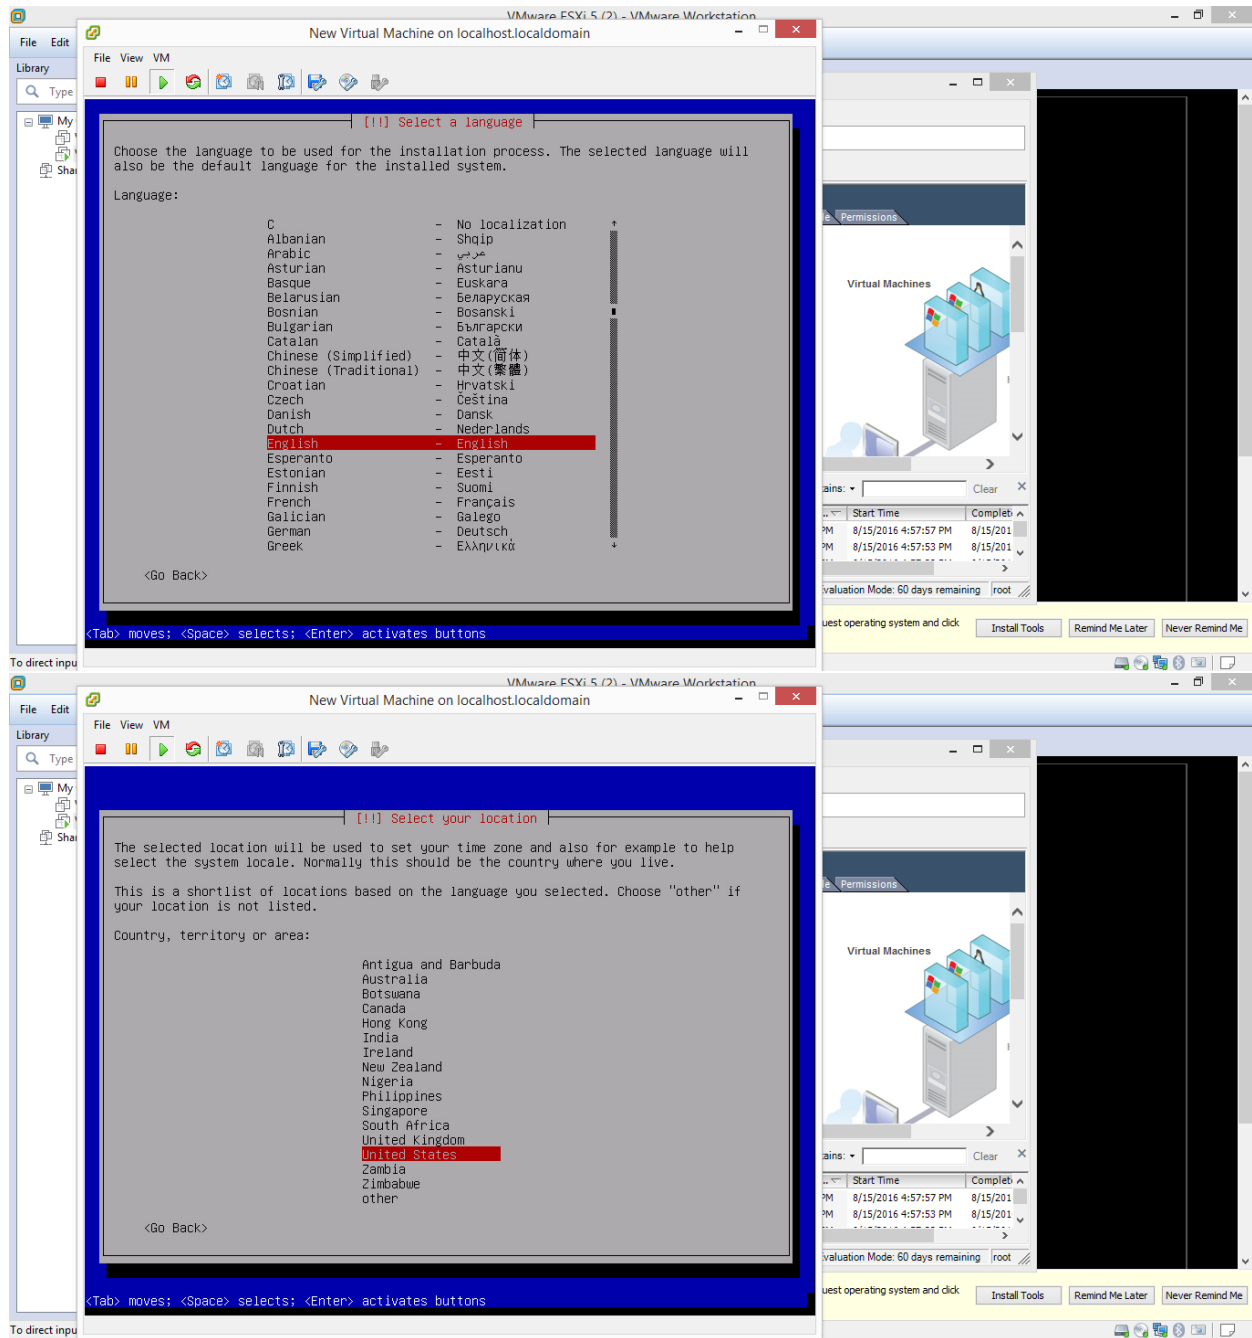 VMware ESXi 5 (2) - VMware Workstation
New Virtual Machine on localhost.localdomain
File Edit
File View VM
Library
Type
My
Sha
[!!] Select a language
Choose the language to be used for the installation process. The selected language will
also be the default language for the installed system.
Language:
C - No localization
Albanian - Shqip
Arabic - عربي
Asturian - Asturianu
Basque - Euskara
Belarusian - Беларуская
Bosnian - Bosanski
Bulgarian - Български
Catalan - Català
Chinese (Simplified) - 中文(简体)
Chinese (Traditional) - 中文(繁體)
Croatian - Hrvatski
Czech - Čeština
Danish - Dansk
Dutch - Nederlands
English - English
Esperanto - Esperanto
Estonian - Eesti
Finnish - Suomi
French - Français
Galician - Galego
German - Deutsch
Greek - Ελληνικά
<Go Back>
<Tab> moves; <Space> selects; <Enter> activates buttons
Permissions
Virtual Machines
tains: Clear
Start Time Complet
PM 8/15/2016 4:57:57 PM 8/15/201
PM 8/15/2016 4:57:53 PM 8/15/201
Evaluation Mode: 60 days remaining root
uest operating system and click Install Tools Remind Me Later Never Remind Me
To direct inpu
VMware ESXi 5 (2) - VMware Workstation
New Virtual Machine on localhost.localdomain
File Edit
File View VM
Library
Type
My
Sha
[!!] Select your location
The selected location will be used to set your time zone and also for example to help
select the system locale. Normally this should be the country where you live.
This is a shortlist of locations based on the language you selected. Choose "other" if
your location is not listed.
Country, territory or area:
Antigua and Barbuda
Australia
Botswana
Canada
Hong Kong
India
Ireland
New Zealand
Nigeria
Philippines
Singapore
South Africa
United Kingdom
United States
Zambia
Zimbabwe
other
<Go Back>
<Tab> moves; <Space> selects; <Enter> activates buttons
Permissions
Virtual Machines
tains: Clear
Start Time Complet
PM 8/15/2016 4:57:57 PM 8/15/201
PM 8/15/2016 4:57:53 PM 8/15/201
Evaluation Mode: 60 days remaining root
uest operating system and click Install Tools Remind Me Later Never Remind Me
To direct inpu